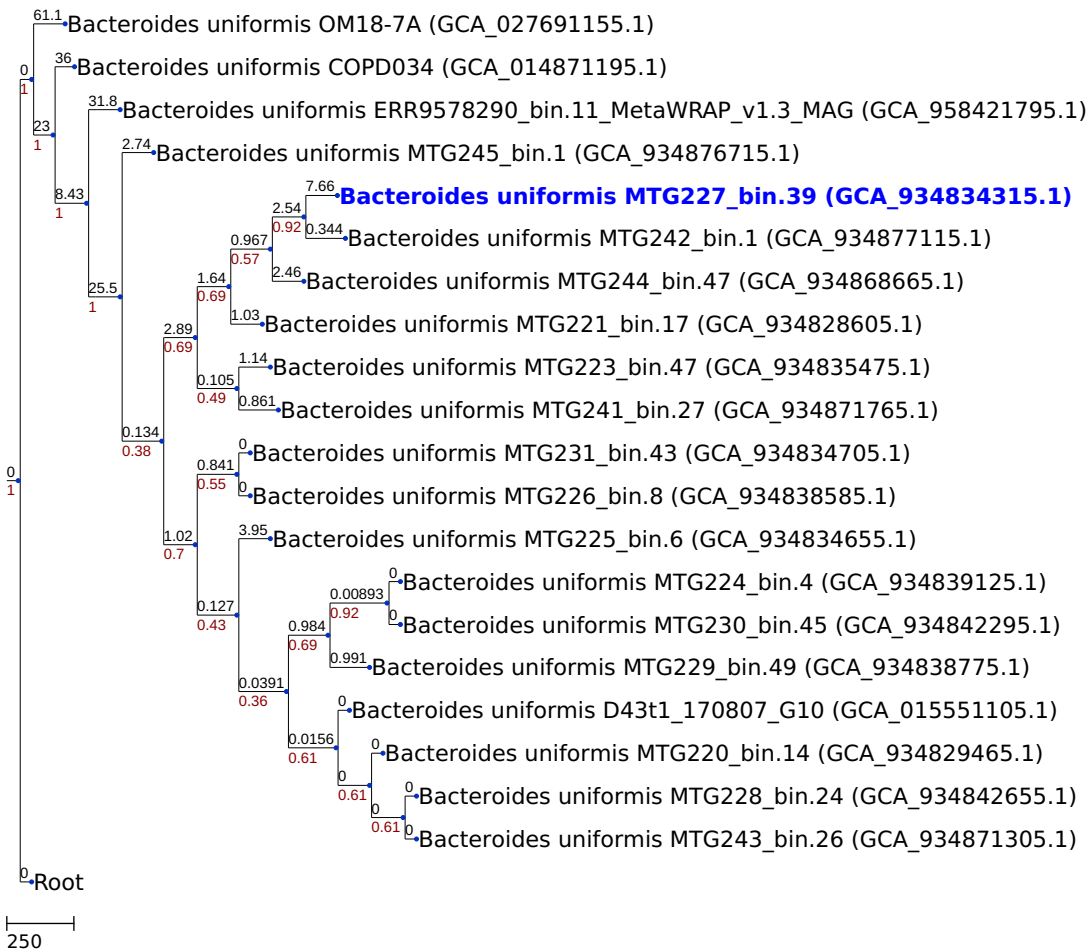 61.1
Bacteroides uniformis OM18-7A (GCA_027691155.1)
0
1
36
Bacteroides uniformis COPD034 (GCA_014871195.1)
23
1
31.8
Bacteroides uniformis ERR9578290_bin.11_MetaWRAP_v1.3_MAG (GCA_958421795.1)
8.43
1
2.74
Bacteroides uniformis MTG245_bin.1 (GCA_934876715.1)
25.5
1
7.66
Bacteroides uniformis MTG227_bin.39 (GCA_934834315.1)
2.54
0.92
0.344
Bacteroides uniformis MTG242_bin.1 (GCA_934877115.1)
0.967
0.57
2.46
Bacteroides uniformis MTG244_bin.47 (GCA_934868665.1)
1.64
0.69
1.03
Bacteroides uniformis MTG221_bin.17 (GCA_934828605.1)
2.89
0.69
1.14
Bacteroides uniformis MTG223_bin.47 (GCA_934835475.1)
0.105
0.49
0.861
Bacteroides uniformis MTG241_bin.27 (GCA_934871765.1)
0.134
0.38
0
Bacteroides uniformis MTG231_bin.43 (GCA_934834705.1)
0.841
0.55
0
Bacteroides uniformis MTG226_bin.8 (GCA_934838585.1)
0
1
1.02
0.7
3.95
Bacteroides uniformis MTG225_bin.6 (GCA_934834655.1)
0
Bacteroides uniformis MTG224_bin.4 (GCA_934839125.1)
0.00893
0.92
0
Bacteroides uniformis MTG230_bin.45 (GCA_934842295.1)
0.127
0.43
0.984
0.69
0.991
Bacteroides uniformis MTG229_bin.49 (GCA_934838775.1)
0.0391
0.36
0
Bacteroides uniformis D43t1_170807_G10 (GCA_015551105.1)
0.0156
0.61
0
Bacteroides uniformis MTG220_bin.14 (GCA_934829465.1)
0
0.61
0
Bacteroides uniformis MTG228_bin.24 (GCA_934842655.1)
0
0.61
0
Bacteroides uniformis MTG243_bin.26 (GCA_934871305.1)
0
Root
250